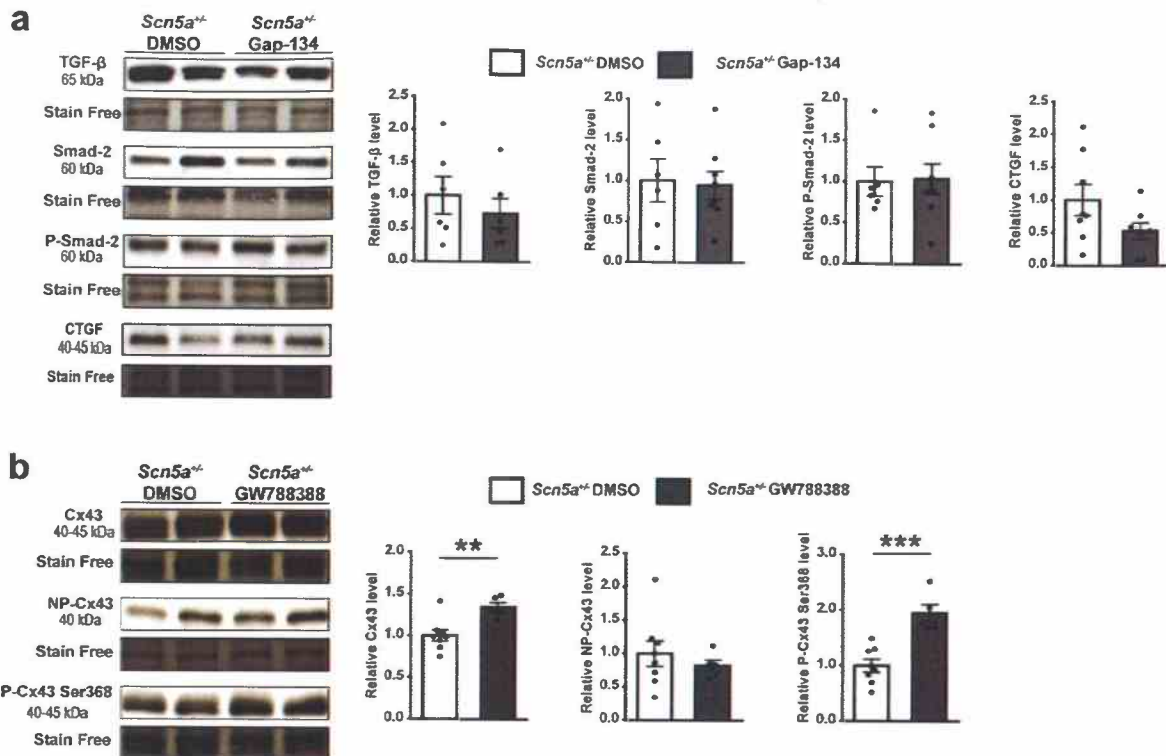 a
Scn5a+/-
DMSO
Scn5a+/-
Gap-134
TGF-β
65 kDa
Stain Free
Smad-2
60 kDa
Stain Free
P-Smad-2
60 kDa
Stain Free
CTGF
40-45 kDa
Stain Free
Scn5a+/- DMSO
Scn5a+/- Gap-134
Relative TGF-β level
2.5
2.0
1.5
1.0
0.5
0.0
Relative Smad-2 level
2.0
1.5
1.0
0.5
0.0
Relative P-Smad-2 level
2.0
1.5
1.0
0.5
0.0
Relative CTGF level
2.5
2.0
1.5
1.0
0.5
0.0
b
Scn5a+/-
DMSO
Scn5a+/-
GW788388
Cx43
40-45 kDa
Stain Free
NP-Cx43
40 kDa
Stain Free
P-Cx43 Ser368
40-45 kDa
Stain Free
Scn5a+/- DMSO
Scn5a+/- GW788388
Relative Cx43 level
2.0
1.5
1.0
0.5
0.0
**
Relative NP-Cx43 level
2.5
2.0
1.5
1.0
0.5
0.0
Relative P-Cx43 Ser368 level
3.0
2.0
1.0
0.0
***